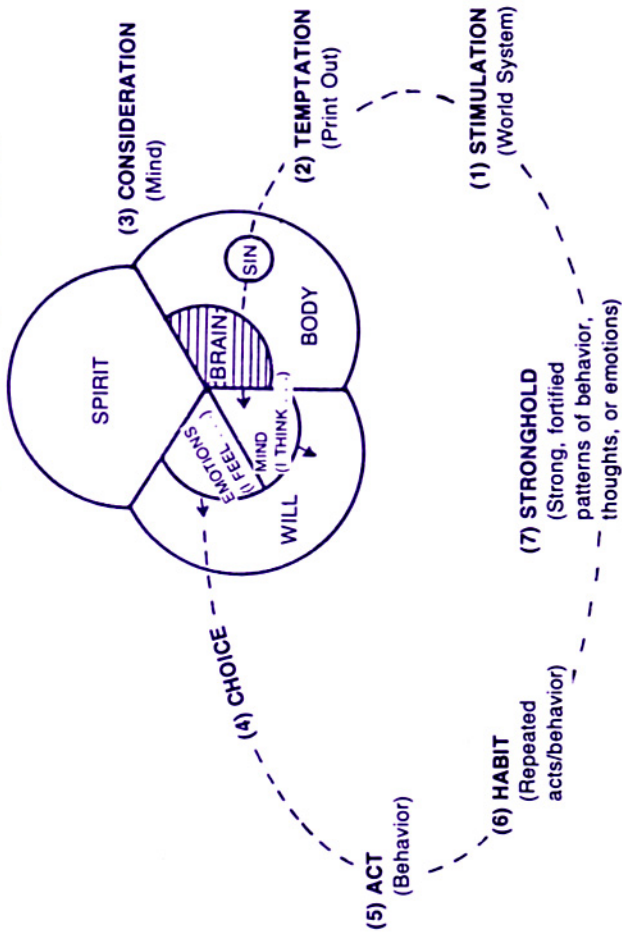 SPIRIT
(3) CONSIDERATION
(Mind)
(2) TEMPTATION
(Print Out)
(1) STIMULATION
(World System)
SIN
BRAIN
BODY
EMOTIONS
(I FEEL . . . .)
MIND
(I THINK . . . .)
WILL
(4) CHOICE
(5) ACT
(Behavior)
(6) HABIT
(Repeated
acts/behavior)
(7) STRONGHOLD
(Strong, fortified
patterns of behavior,
thoughts, or emotions)